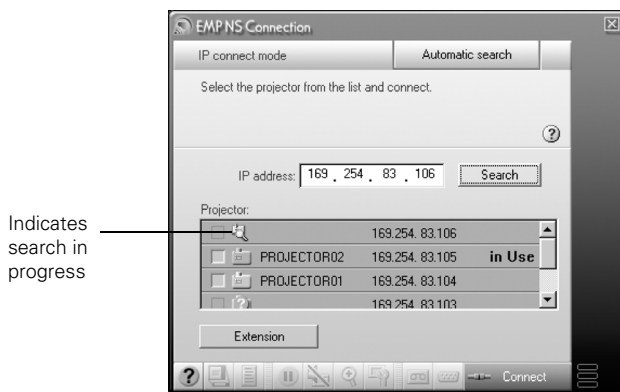 EMP NS Connection
IP connect mode
Automatic search
Select the projector from the list and connect.
?
IP address: 169 . 254 . 83 . 106
Search
Projector:
169.254. 83.106
PROJECTOR02 169.254. 83.105 in Use
PROJECTOR01 169.254. 83.104
? 169.254. 83.103
Extension
? Connect
Indicates
search in
progress